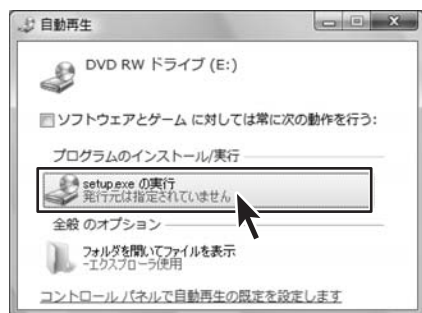 自動再生
DVD RW ドライブ (E:)
ソフトウェアとゲーム に対しては常に次の動作を行う:
プログラムのインストール/実行
setup.exe の実行
発行元は指定されていません
全般 のオプション
フォルダを開いてファイルを表示
-エクスプローラ使用
コントロール パネルで自動再生の既定を設定します